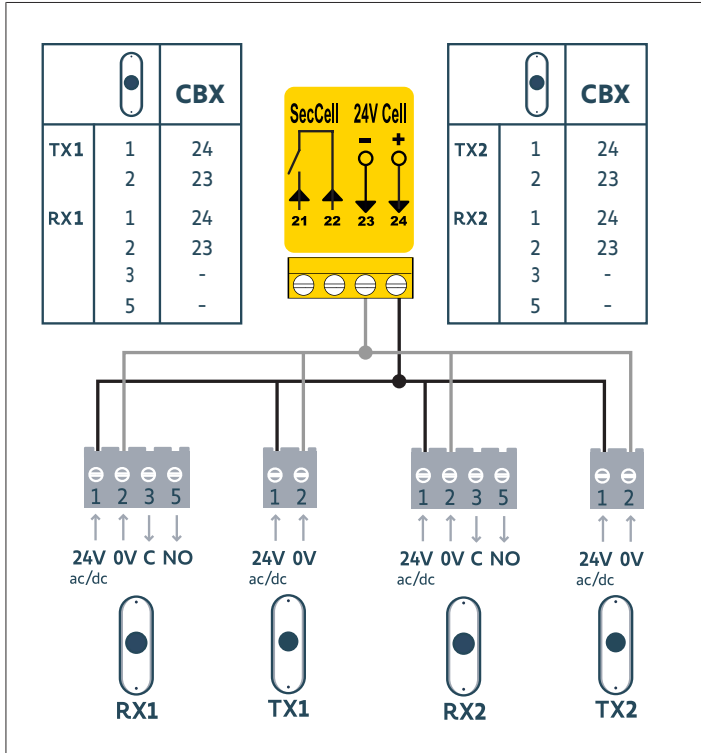 CBX
TX1 1 24
2 23
RX1 1 24
2 23
3 -
5 -
SecCell 24V Cell
- +
21 22 23 24
CBX
TX2 1 24
2 23
RX2 1 24
2 23
3 -
5 -
1 2 3 5 1 2 1 2 3 5 1 2
24V 0V C NO 24V 0V 24V 0V C NO 24V 0V
ac/dc ac/dc ac/dc ac/dc
RX1 TX1 RX2 TX2